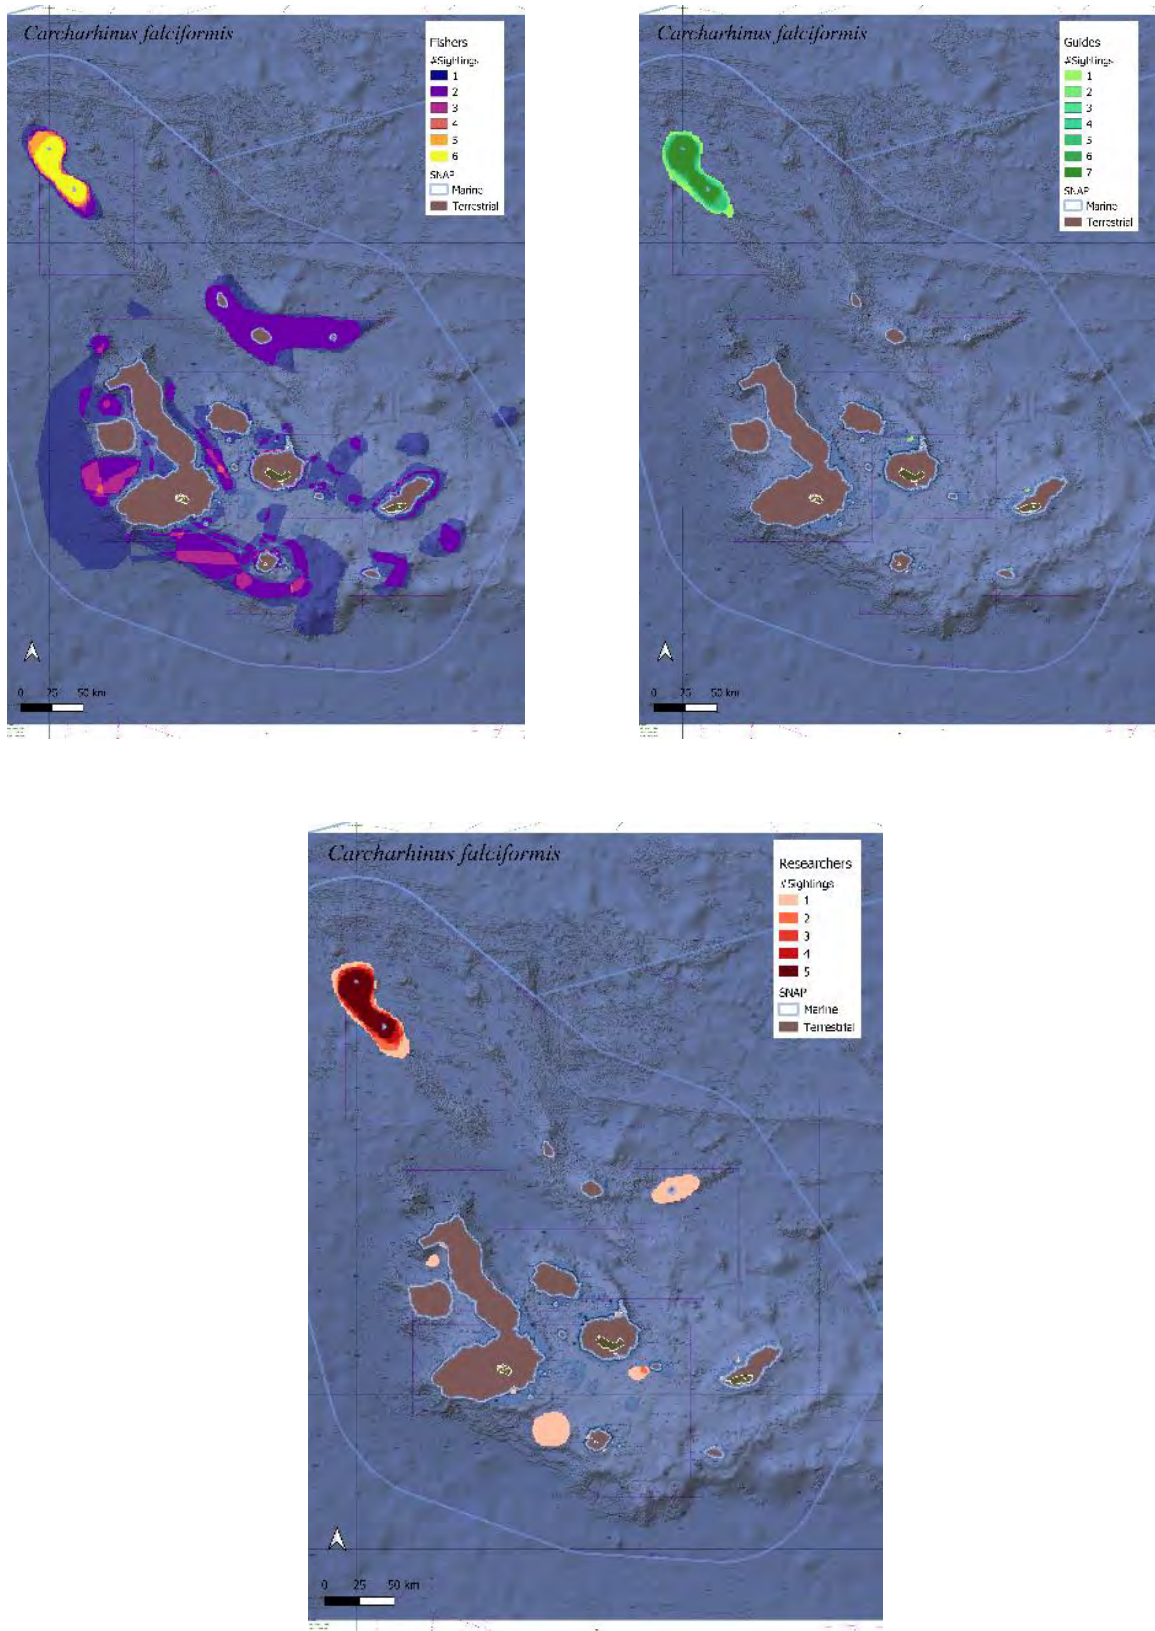 Carcharhinus falciformis
Fishers
#Sightings
1
2
3
4
5
6
SNAP
Marine
Terrestrial
0 25 50 km
Carcharhinus falciformis
Guides
#Sightings
1
2
3
4
5
6
7
SNAP
Marine
Terrestrial
0 25 50 km
Carcharhinus falciformis
Researchers
#Sightings
1
2
3
4
5
SNAP
Marine
Terrestrial
0 25 50 km